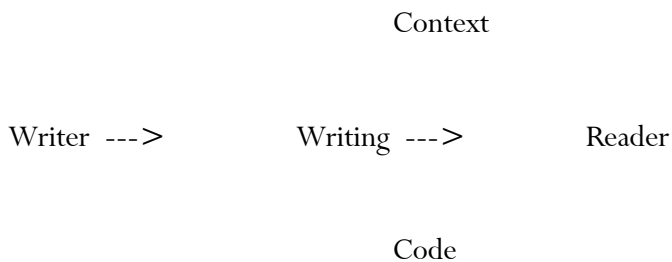 Context
Writer ---> Writing ---> Reader
Code